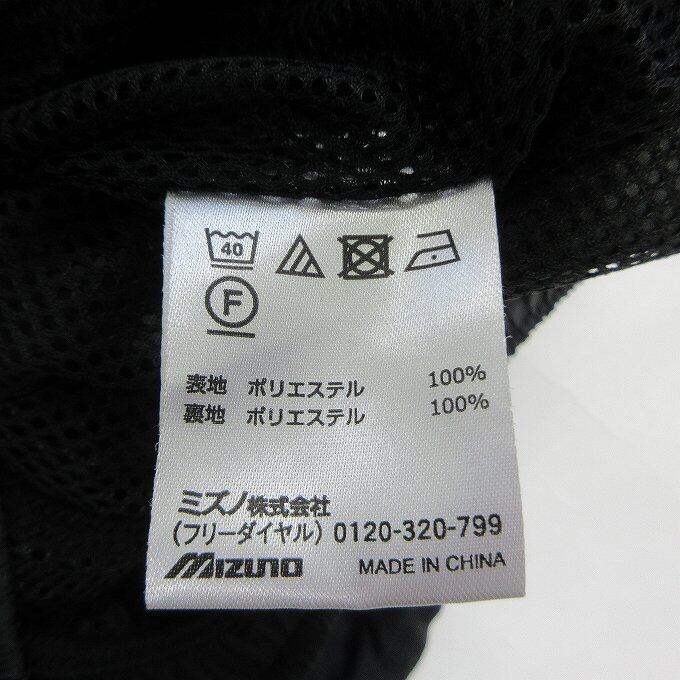 40
F
表地 ポリエステル 100%
裏地 ポリエステル 100%
ミズノ株式会社
(フリーダイヤル) 0120-320-799
MIZUNO MADE IN CHINA